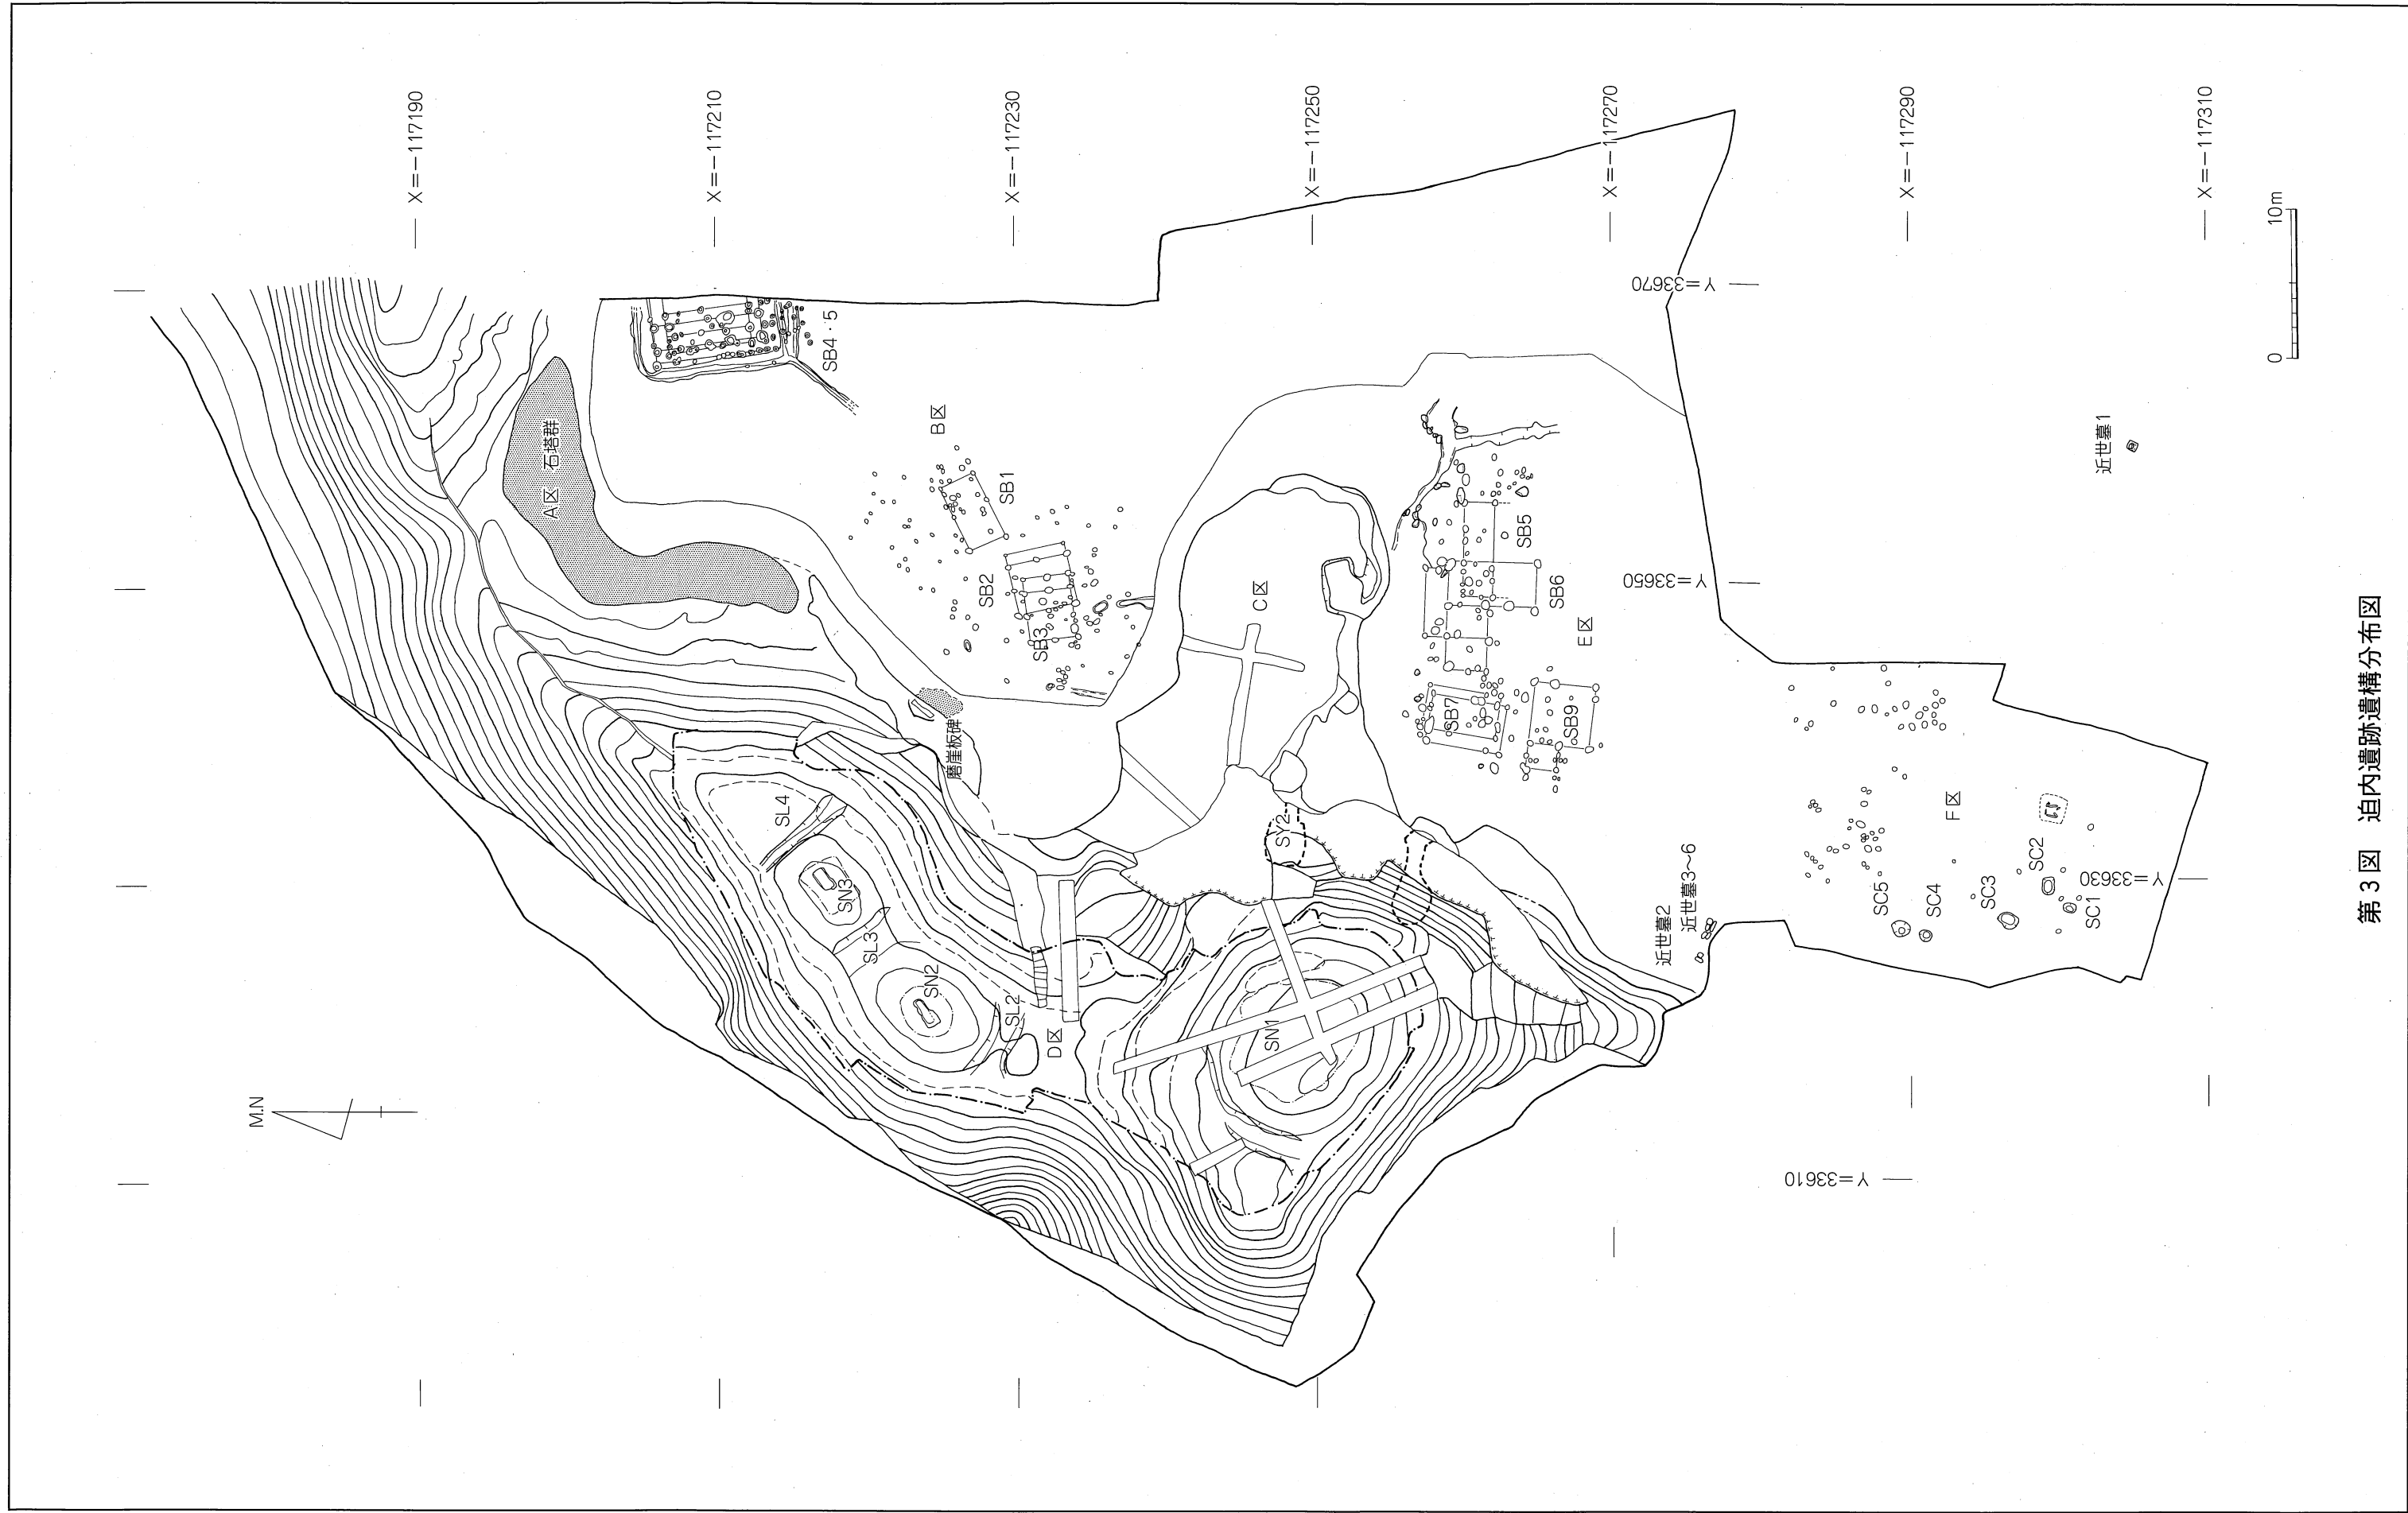 X=-117190
X=-117210
X=-117230
X=-117250
X=-117270
X=-117290
X=-117310
Y=33670
Y=33650
Y=33630
Y=33610
M.N
0
10m
A区 石塔群
SB4・5
B区
SB1
SB2
SB3
磨崖板碑
C区
SB5
SB6
E区
SB7
SB9
SY2
SL4
SN3
SL3
SN2
SL2
D区
SN1
近世墓1
近世墓2
近世墓3~6
F区
SC5
SC4
SC3
SC2
SC1
第3図 迫内遺跡遺構分布図